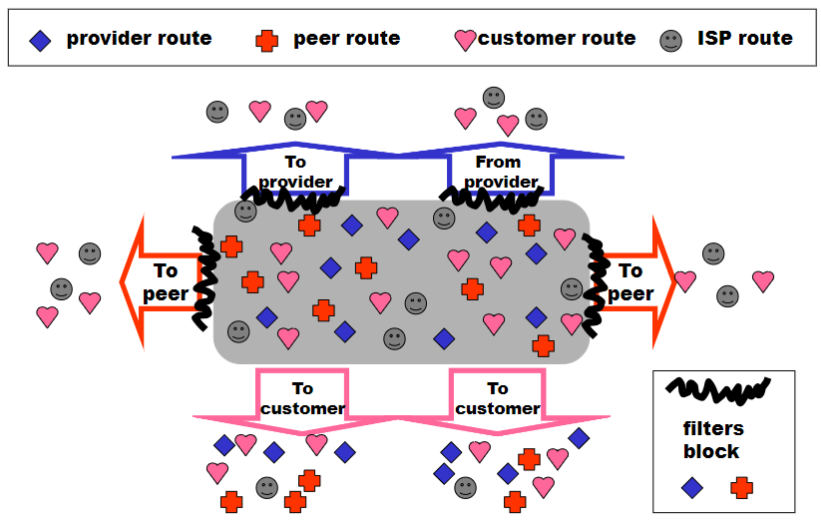 provider route peer route customer route ISP route
To
provider
From
provider
To
peer
To
peer
To
customer
To
customer
filters
block